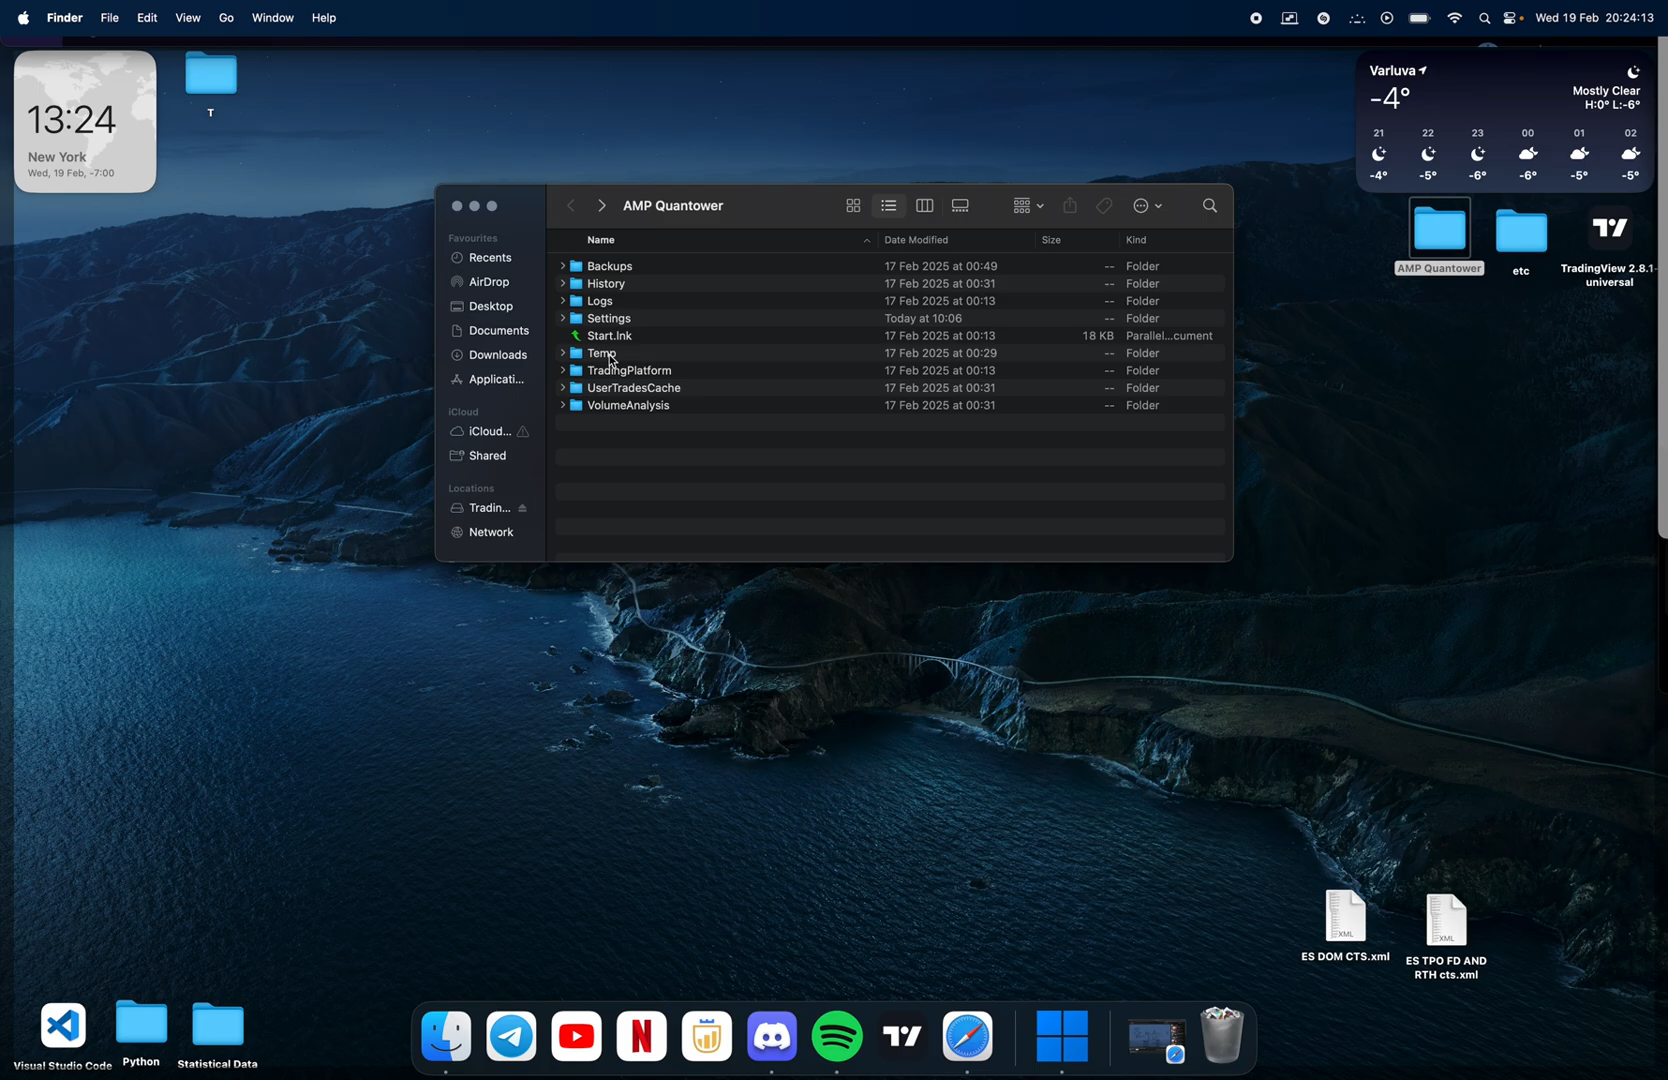 Finder File Edit View Go Window Help
Wed 19 Feb 20:24:13
13:24
New York
Wed, 19 Feb, -7:00
T
Varluva
-4°
Mostly Clear
H:0° L:-6°
21 22 23 00 01 02
-4° -5° -6° -6° -5° -5°
AMP Quantower
etc
TradingView 2.8.1-
universal
AMP Quantower
Favourites
Recents
AirDrop
Desktop
Documents
Downloads
Applicati...
iCloud
iCloud...
Shared
Locations
Tradin...
Network
Name Date Modified Size Kind
Backups 17 Feb 2025 at 00:49 -- Folder
History 17 Feb 2025 at 00:31 -- Folder
Logs 17 Feb 2025 at 00:13 -- Folder
Settings Today at 10:06 -- Folder
Start.lnk 17 Feb 2025 at 00:13 18 KB Parallel...cument
Temp 17 Feb 2025 at 00:29 -- Folder
TradingPlatform 17 Feb 2025 at 00:13 -- Folder
UserTradesCache 17 Feb 2025 at 00:31 -- Folder
VolumeAnalysis 17 Feb 2025 at 00:31 -- Folder
XML
ES DOM CTS.xml
XML
ES TPO FD AND
RTH cts.xml
Visual Studio Code
Python
Statistical Data